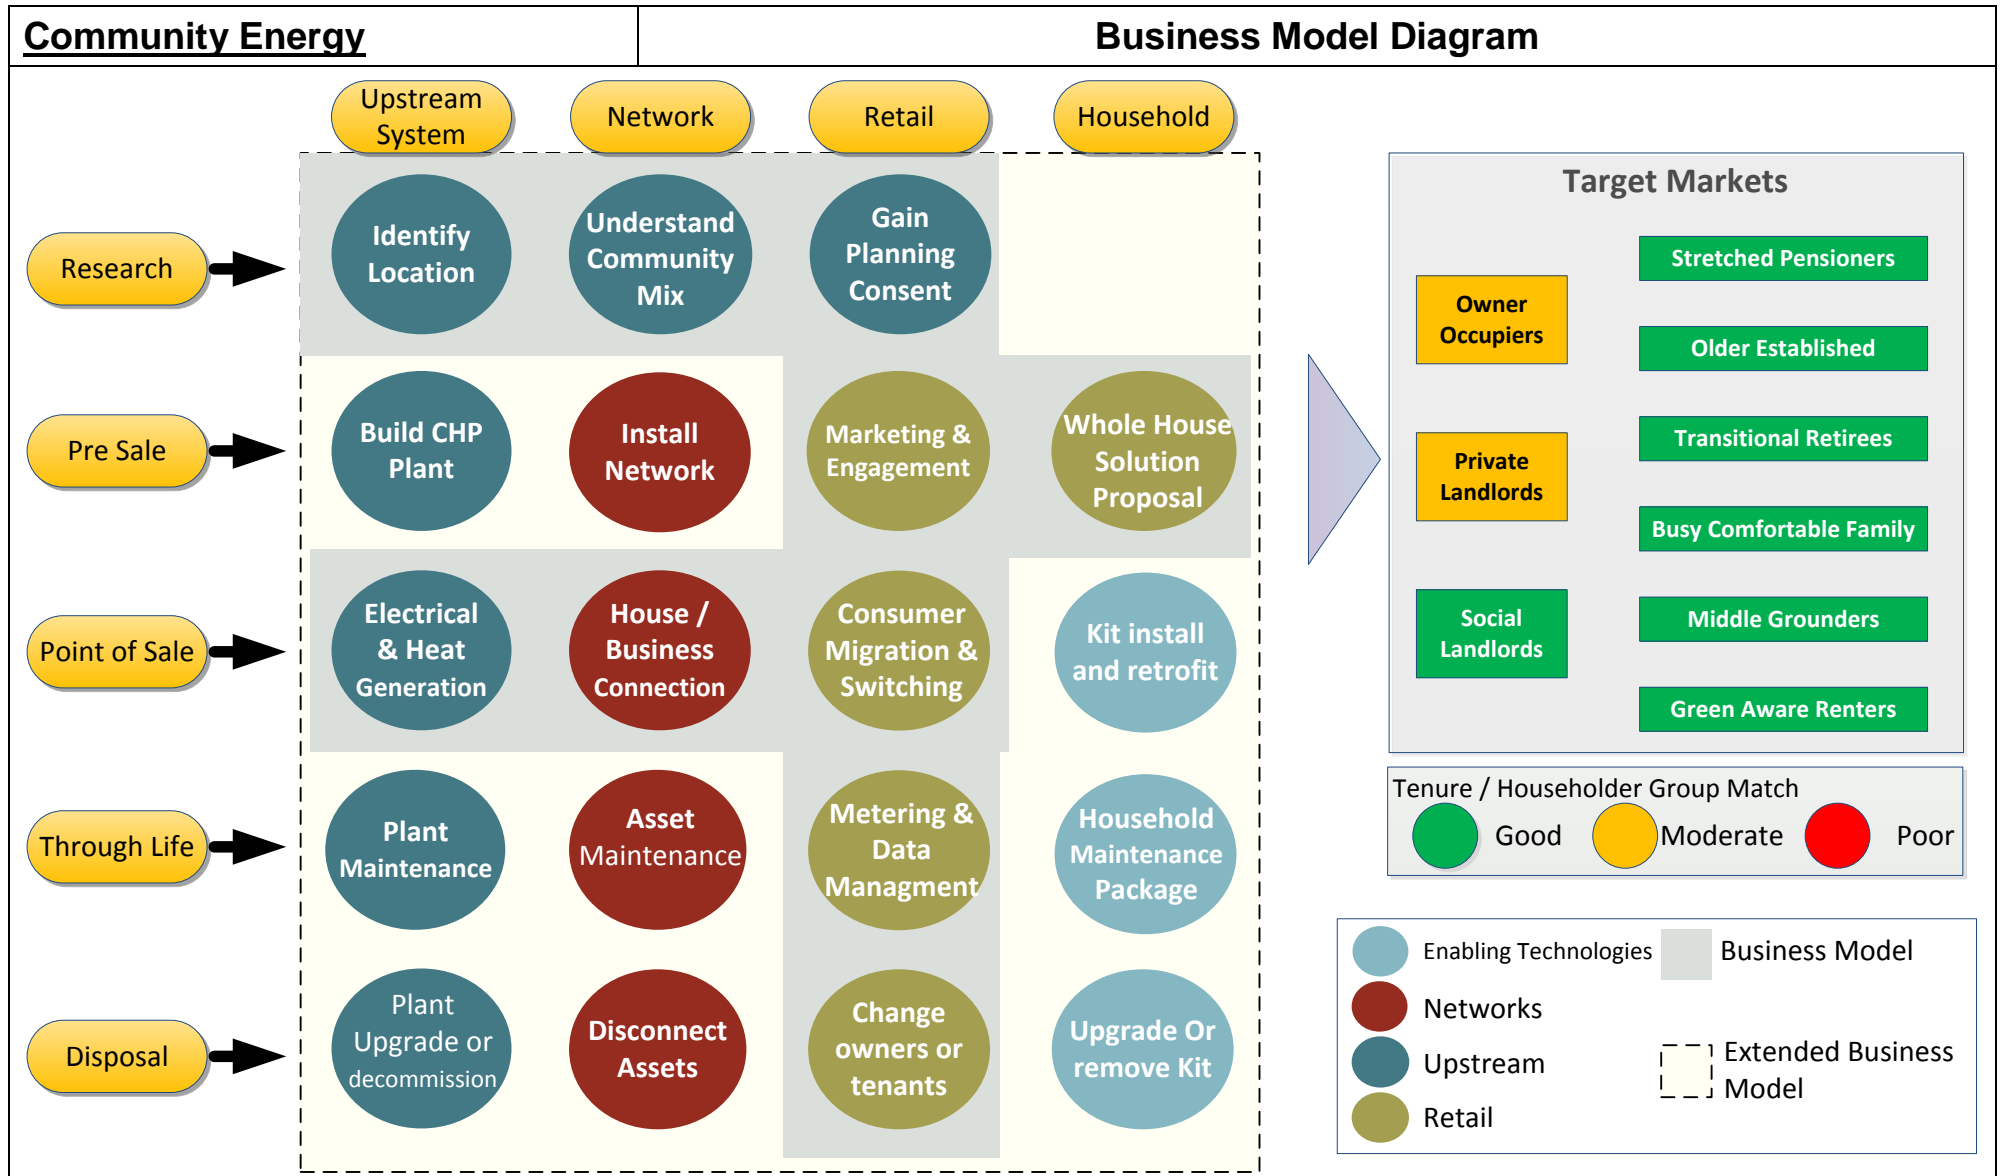 Community Energy
Business Model Diagram
Upstream
System
Network
Retail
Household
Research
Identify
Location
Understand
Community
Mix
Gain
Planning
Consent
Pre Sale
Build CHP
Plant
Install
Network
Marketing &
Engagement
Whole House
Solution
Proposal
Point of Sale
Electrical
& Heat
Generation
House /
Business
Connection
Consumer
Migration &
Switching
Kit install
and retrofit
Through Life
Plant
Maintenance
Asset
Maintenance
Metering &
Data
Managment
Household
Maintenance
Package
Disposal
Plant
Upgrade or
decommission
Disconnect
Assets
Change
owners or
tenants
Upgrade Or
remove Kit
Target Markets
Owner
Occupiers
Private
Landlords
Social
Landlords
Stretched Pensioners
Older Established
Transitional Retirees
Busy Comfortable Family
Middle Grounders
Green Aware Renters
Tenure / Householder Group Match
Good
Moderate
Poor
Enabling Technologies
Networks
Upstream
Retail
Business Model
Extended Business
Model